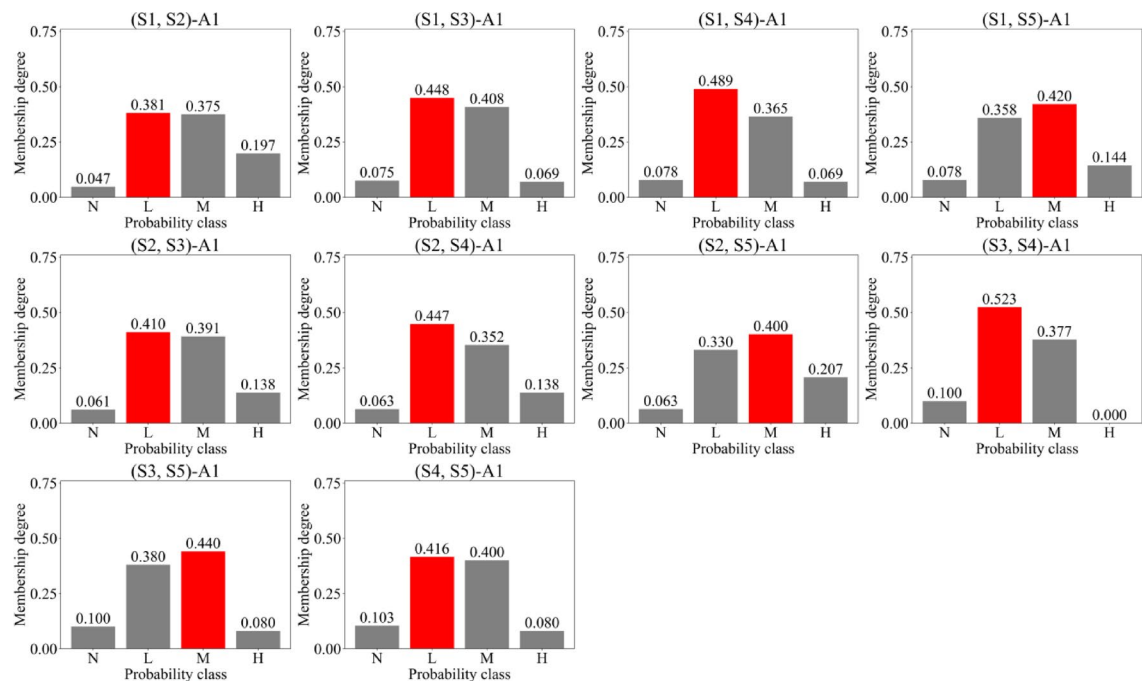 (S1, S2)-A1
0.75
0.50
0.25
0.00
Membership degree
0.047
0.381
0.375
0.197
N L M H
Probability class
(S1, S3)-A1
0.75
0.50
0.25
0.00
Membership degree
0.075
0.448
0.408
0.069
N L M H
Probability class
(S1, S4)-A1
0.75
0.50
0.25
0.00
Membership degree
0.078
0.489
0.365
0.069
N L M H
Probability class
(S1, S5)-A1
0.75
0.50
0.25
0.00
Membership degree
0.078
0.358
0.420
0.144
N L M H
Probability class
(S2, S3)-A1
0.75
0.50
0.25
0.00
Membership degree
0.061
0.410
0.391
0.138
N L M H
Probability class
(S2, S4)-A1
0.75
0.50
0.25
0.00
Membership degree
0.063
0.447
0.352
0.138
N L M H
Probability class
(S2, S5)-A1
0.75
0.50
0.25
0.00
Membership degree
0.063
0.330
0.400
0.207
N L M H
Probability class
(S3, S4)-A1
0.75
0.50
0.25
0.00
Membership degree
0.100
0.523
0.377
0.000
N L M H
Probability class
(S3, S5)-A1
0.75
0.50
0.25
0.00
Membership degree
0.100
0.380
0.440
0.080
N L M H
Probability class
(S4, S5)-A1
0.75
0.50
0.25
0.00
Membership degree
0.103
0.416
0.400
0.080
N L M H
Probability class